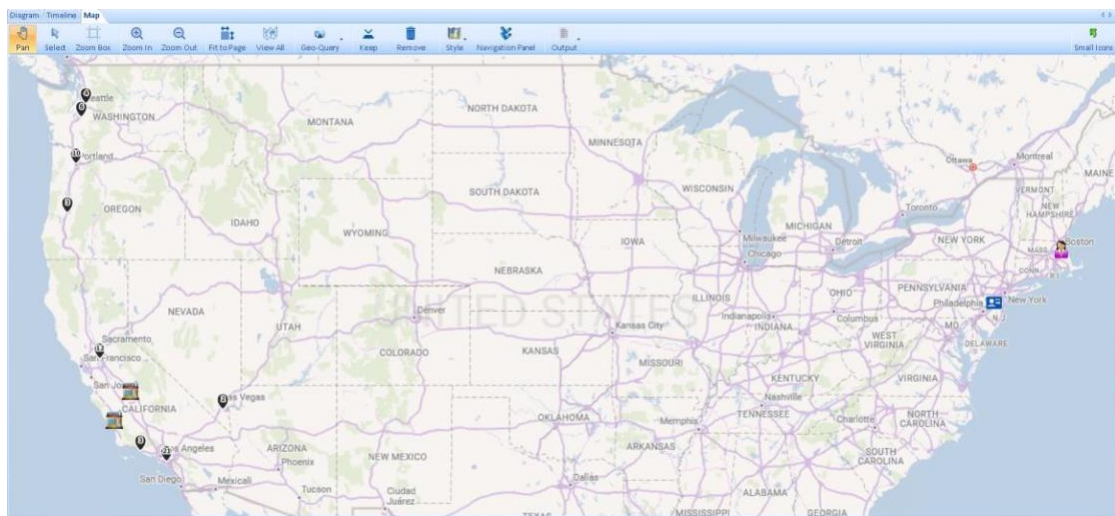 Diagram Timeline Map
Pan Select Zoom Box Zoom In Zoom Out Fit to Page View All Geo-Query Keep Remove Style Navigation Panel Output Small Icons
Seattle
WASHINGTON
NORTH DAKOTA
MONTANA
MINNESOTA
Ottawa
Montreal
MAINE
Portland
SOUTH DAKOTA
WISCONSIN
VERMONT
NEW
HAMPSHIRE
Toronto
OREGON
IDAHO
WYOMING
MICHIGAN
IOWA
Milwaukee
Detroit
NEW YORK
Boston
MASS
Chicago
NEBRASKA
CONN
R I
PENNSYLVANIA
OHIO
ILLINOIS
Philadelphia
New York
NEVADA
UNITED STATES
Denver
Indianapolis
Columbus
N J
UTAH
Kansas City
INDIANA
MD
Sacramento
WEST
VIRGINIA
DELAWARE
San Francisco
COLORADO
KANSAS
MISSOURI
San Jose
KENTUCKY
VIRGINIA
CALIFORNIA
Las Vegas
Nashville
OKLAHOMA
Memphis
TENNESSEE
Charlotte
NORTH
CAROLINA
Los Angeles
ARIZONA
NEW MEXICO
ARKANSAS
SOUTH
CAROLINA
Phoenix
San Diego
Mexicali
Dallas
Tucson
Ciudad
Juárez
ALABAMA
TEXAS
MISSISSIPPI
GEORGIA